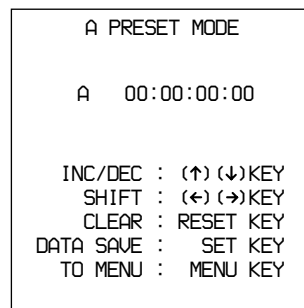 A PRESET MODE
A 00:00:00:00
INC/DEC : (↑)(↓)KEY
SHIFT : (←)(→)KEY
CLEAR : RESET KEY
DATA SAVE : SET KEY
TO MENU : MENU KEY